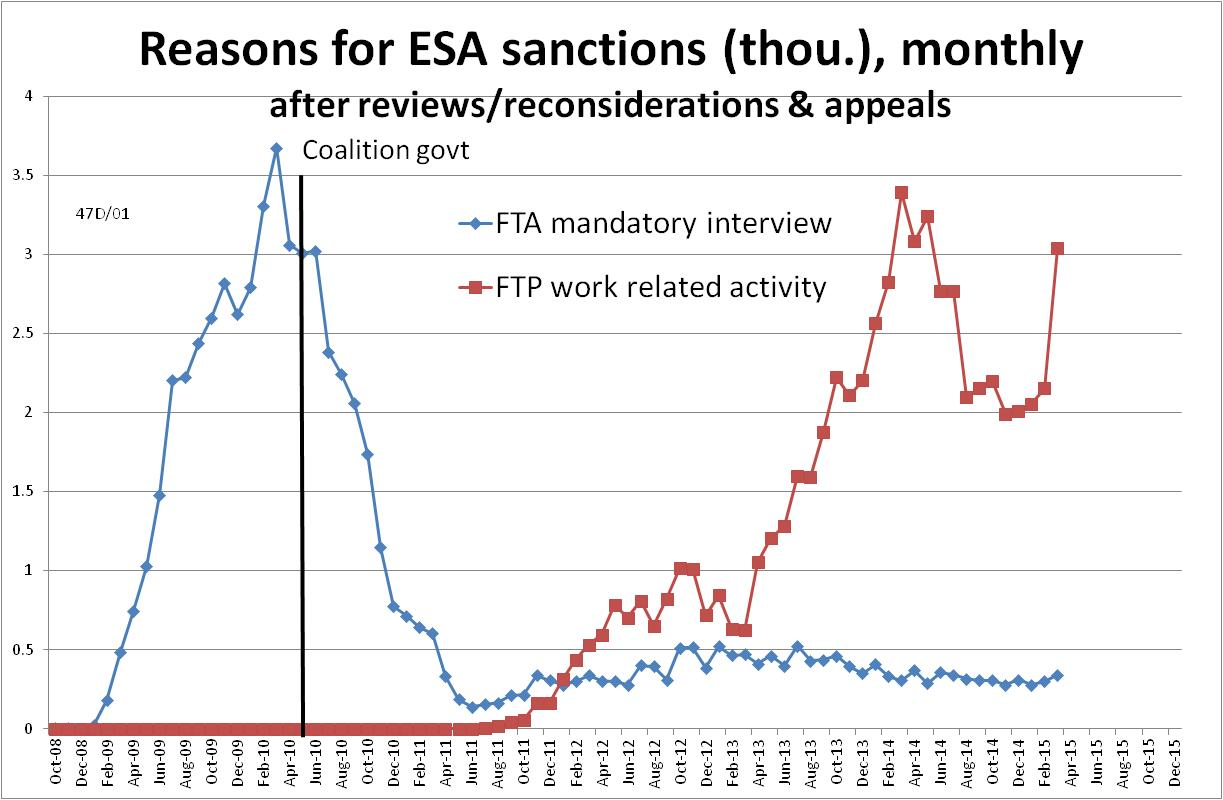 Reasons for ESA sanctions (thou.), monthly
after reviews/reconsiderations & appeals
4
Coalition govt
3.5
47D/01
FTA mandatory interview
3
FTP work related activity
2.5
2
1.5
1
0.5
0
Oct-08
Dec-08
Feb-09
Apr-09
Jun-09
Aug-09
Oct-09
Dec-09
Feb-10
Apr-10
Jun-10
Aug-10
Oct-10
Dec-10
Feb-11
Apr-11
Jun-11
Aug-11
Oct-11
Dec-11
Feb-12
Apr-12
Jun-12
Aug-12
Oct-12
Dec-12
Feb-13
Apr-13
Jun-13
Aug-13
Oct-13
Dec-13
Feb-14
Apr-14
Jun-14
Aug-14
Oct-14
Dec-14
Feb-15
Apr-15
Jun-15
Aug-15
Oct-15
Dec-15